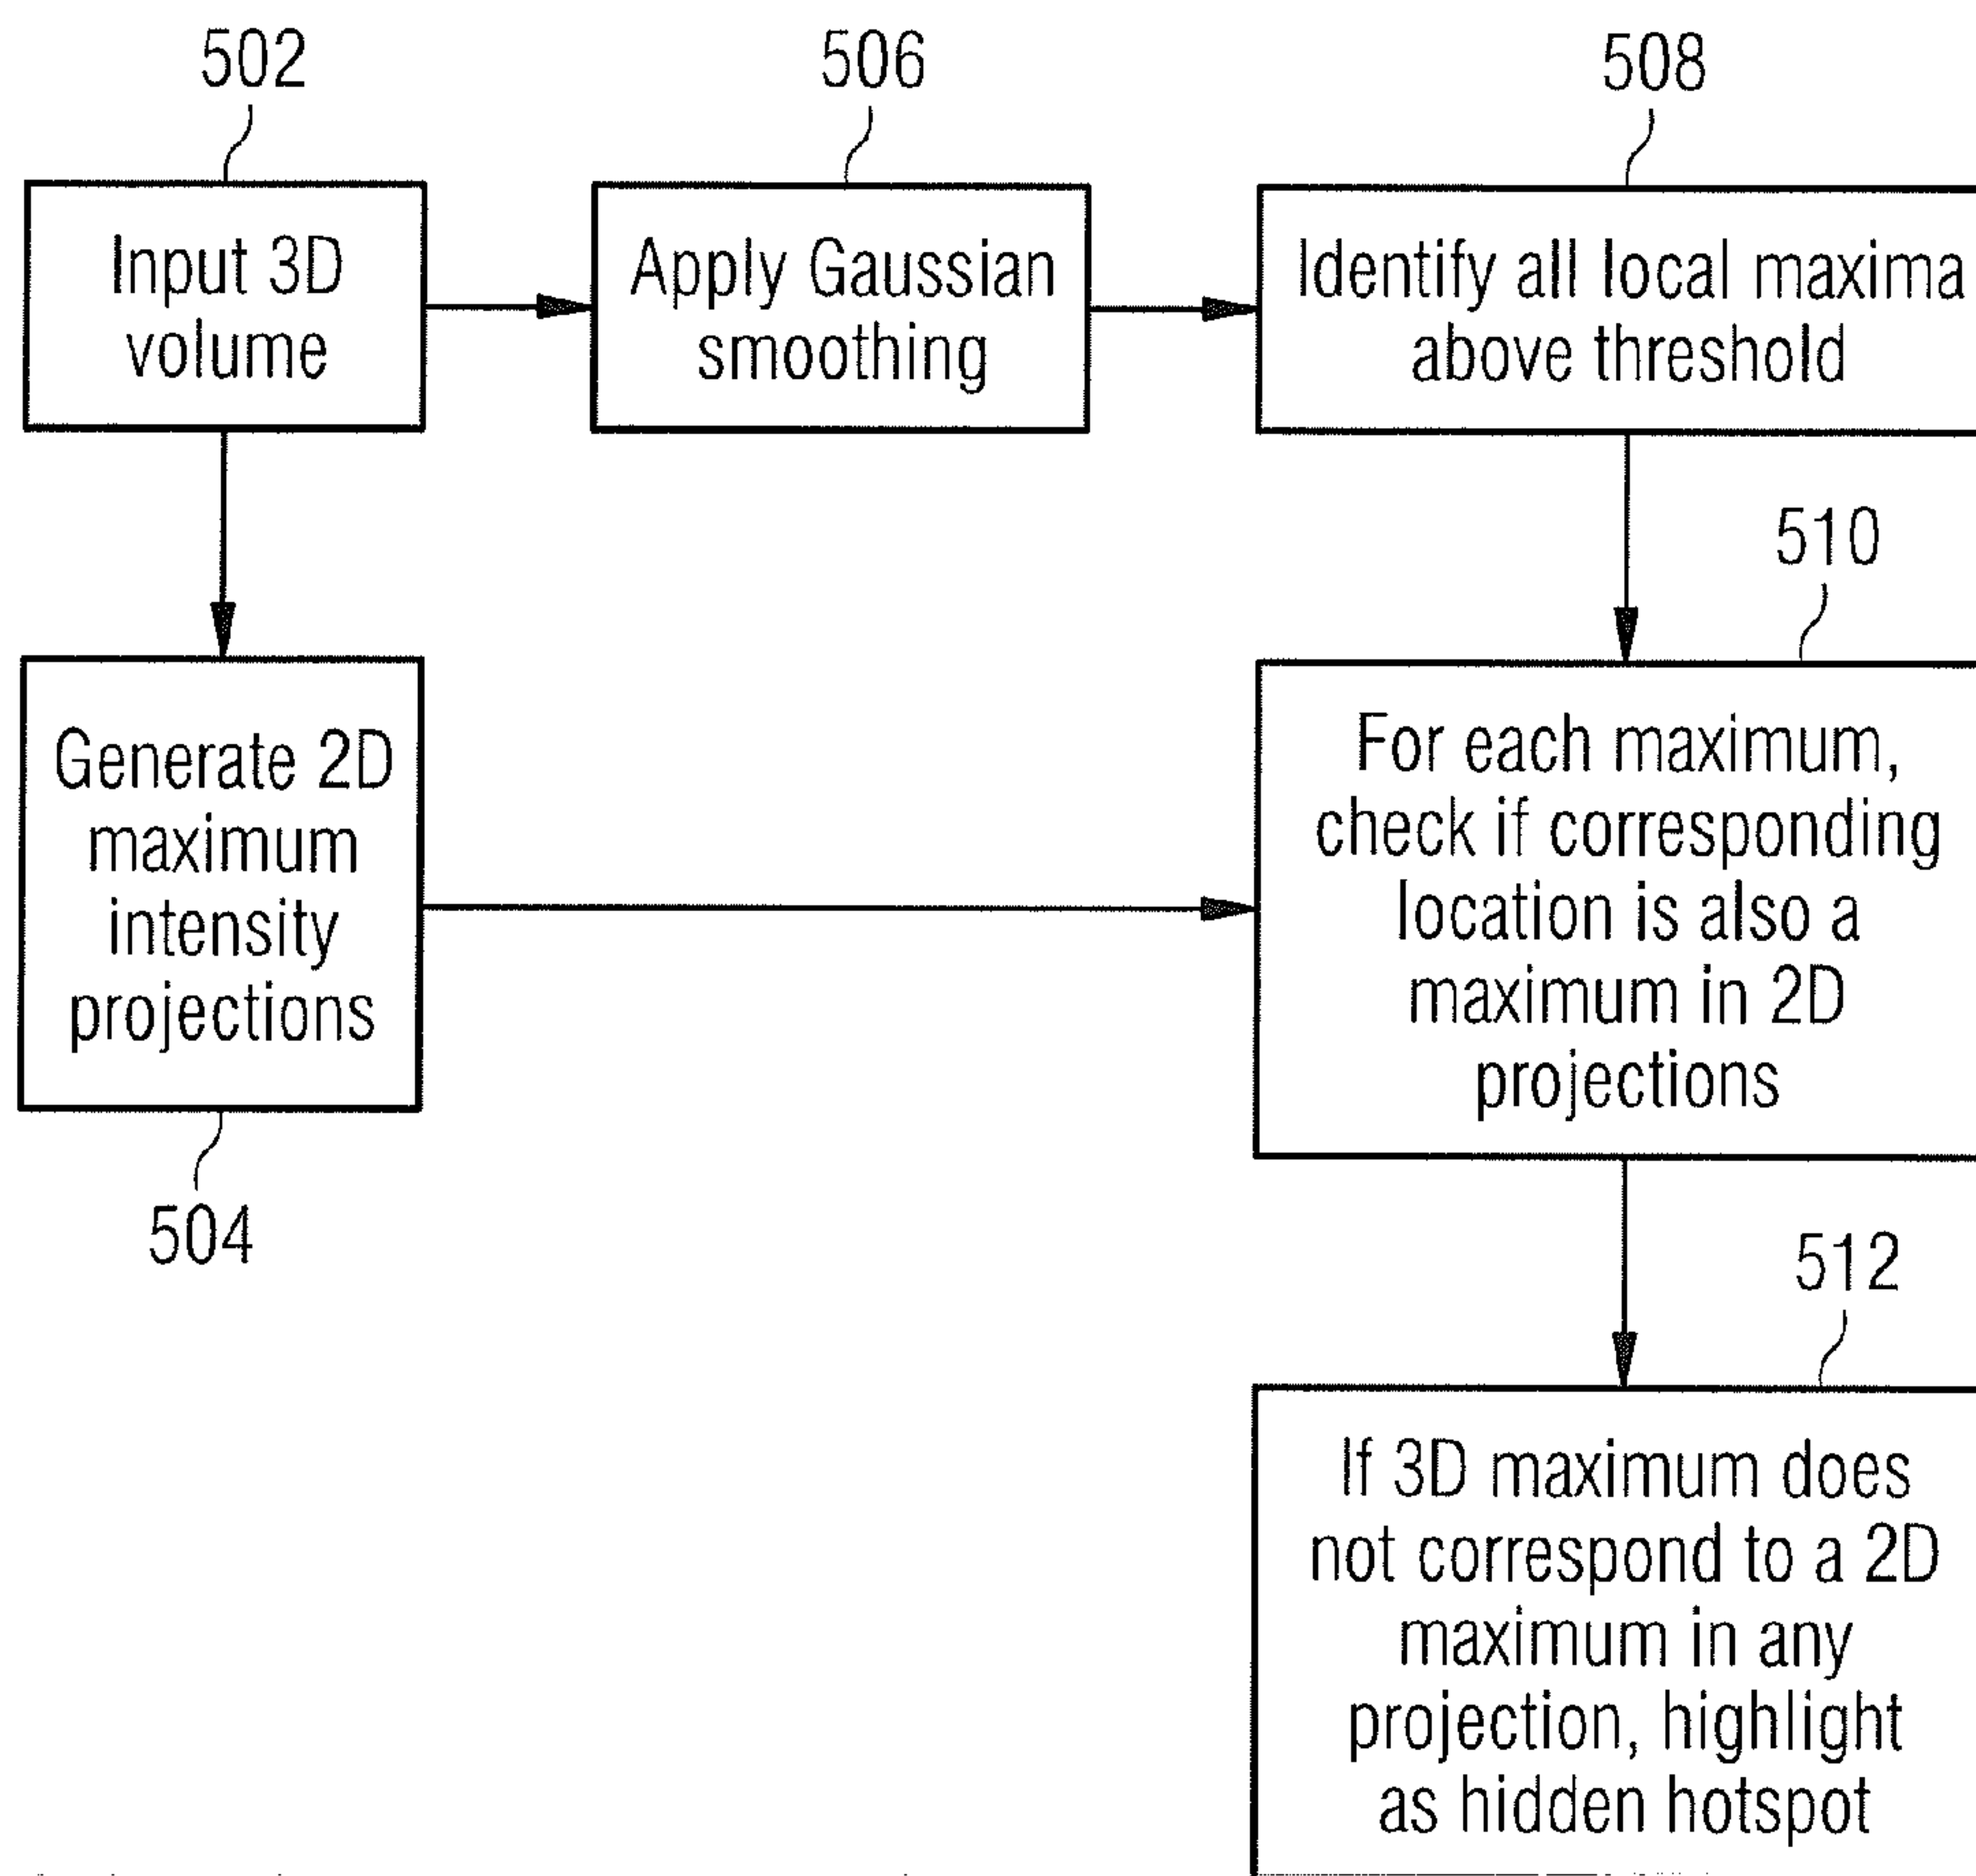 502
506
508
Input 3D
volume
Apply Gaussian
smoothing
Identify all local maxima
above threshold
510
Generate 2D
maximum
intensity
projections
504
For each maximum,
check if corresponding
location is also a
maximum in 2D
projections
512
If 3D maximum does
not correspond to a 2D
maximum in any
projection, highlight
as hidden hotspot